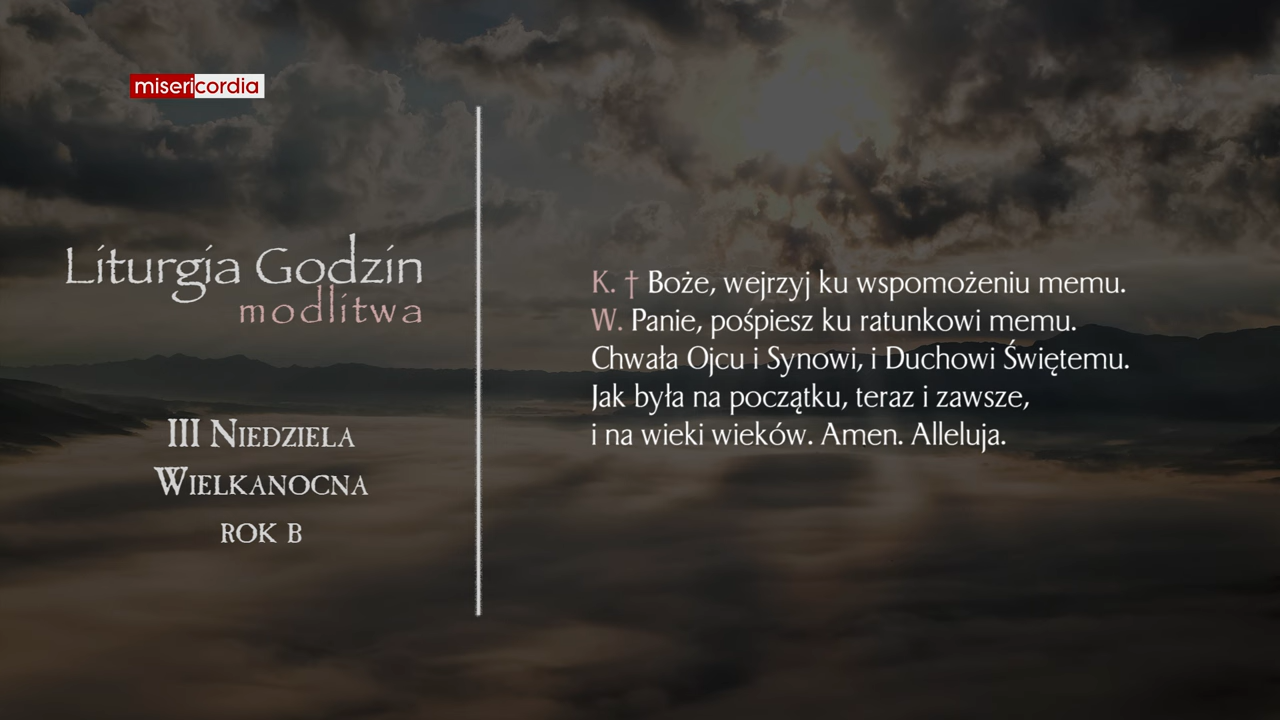 misericordia
Liturgia Godzin
modlitwa
III Niedziela
Wielkanocna
rok B
K. † Boże, wejrzyj ku wspomożeniu memu.
W. Panie, pośpiesz ku ratunkowi memu.
Chwała Ojcu i Synowi, i Duchowi Świętemu.
Jak była na początku, teraz i zawsze,
i na wieki wieków. Amen. Alleluja.